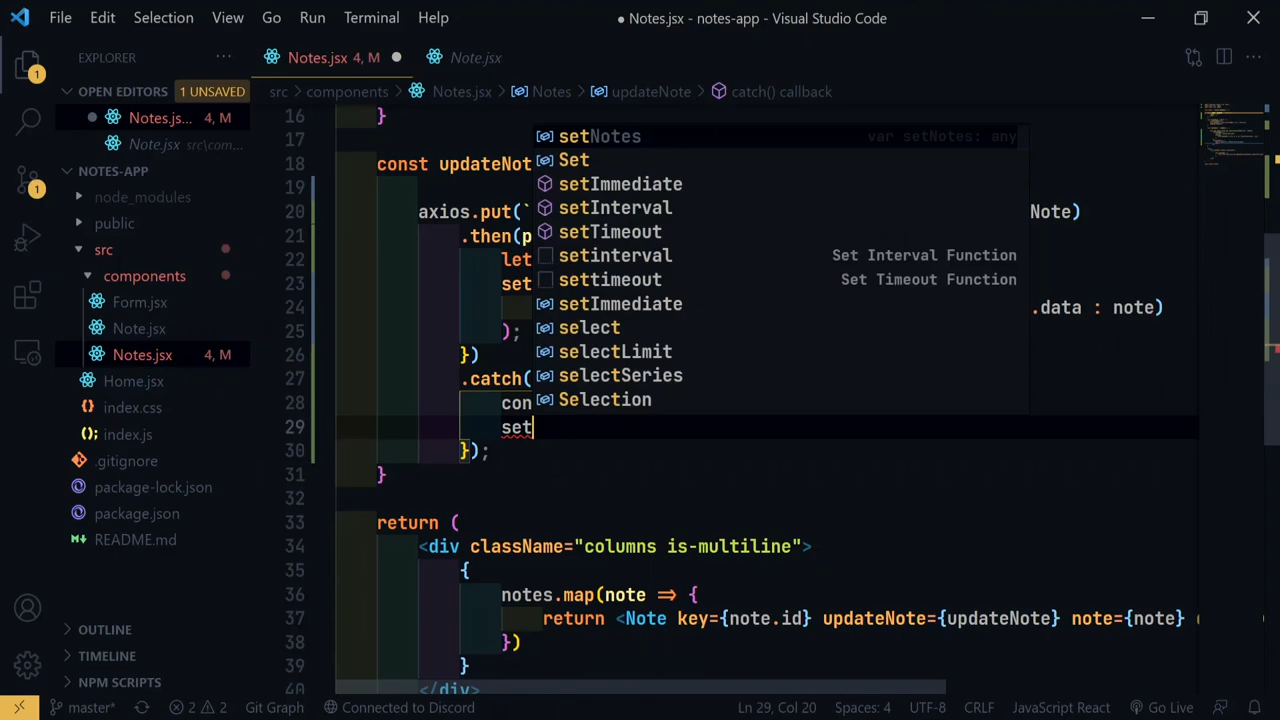 File Edit Selection View Go Run Terminal Help
● Notes.jsx - notes-app - Visual Studio Code
EXPLORER ···
Notes.jsx 4, M ●
Note.jsx
OPEN EDITORS 1 UNSAVED
Notes.js... 4, M
Note.jsx src\com...
src > components > Notes.jsx > Notes > updateNote > catch() callback
NOTES-APP
node_modules
public
src
components
Form.jsx
Note.jsx
Notes.jsx 4, M
Home.jsx
index.css
index.js
.gitignore
package-lock.json
package.json
README.md
OUTLINE
TIMELINE
NPM SCRIPTS
1
1
16 }
17
18 const updateNot
19
20 axios.put(` Note)
21 .then(p
22 let
23 set
24 .data : note)
25 );
26 })
27 .catch(
28 con
29 set
30 });
31 }
32
33 return (
34 <div className="columns is-multiline">
35 {
36 notes.map(note => {
37 return <Note key={note.id} updateNote={updateNote} note={note}
38 })
39 }
40 </div>
setNotes var setNotes: any
Set
setImmediate
setInterval
setTimeout
setinterval Set Interval Function
settimeout Set Timeout Function
setImmediate
select
selectLimit
selectSeries
Selection
master* 2 2 Git Graph Connected to Discord Ln 29, Col 20 Spaces: 4 UTF-8 CRLF JavaScript React Go Live